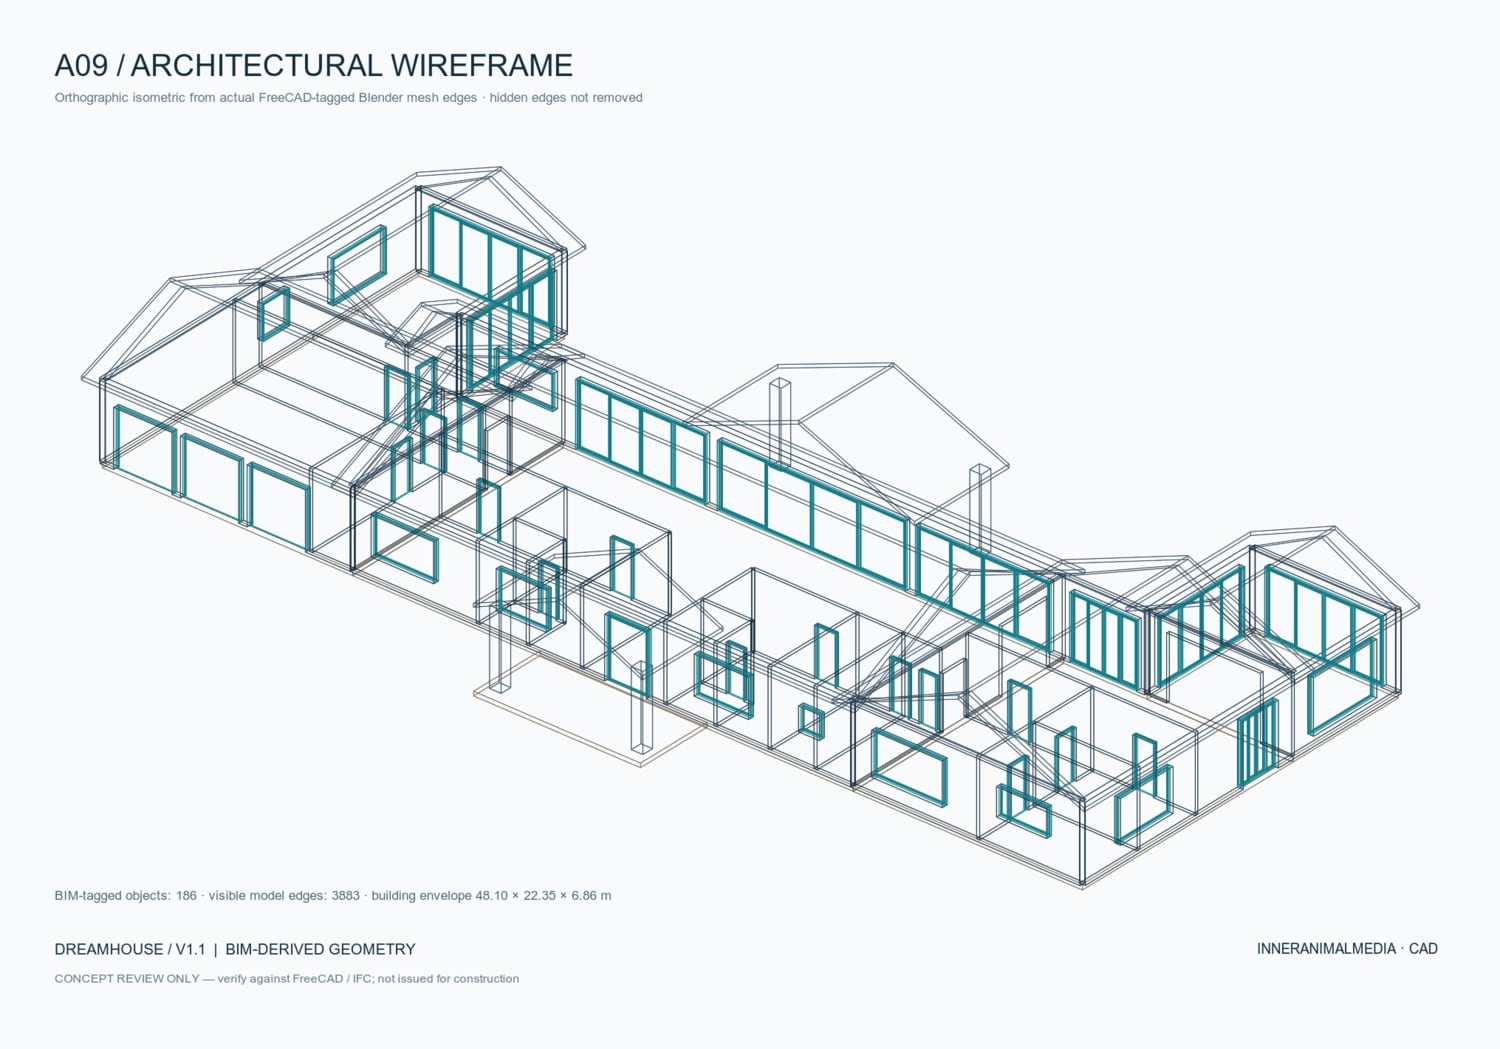 A09 / ARCHITECTURAL WIREFRAME
Orthographic isometric from actual FreeCAD-tagged Blender mesh edges · hidden edges not removed
BIM-tagged objects: 186 · visible model edges: 3883 · building envelope 48.10 × 22.35 × 6.86 m
DREAMHOUSE / V1.1 | BIM-DERIVED GEOMETRY
INNERANIMALMEDIA · CAD
CONCEPT REVIEW ONLY — verify against FreeCAD / IFC; not issued for construction